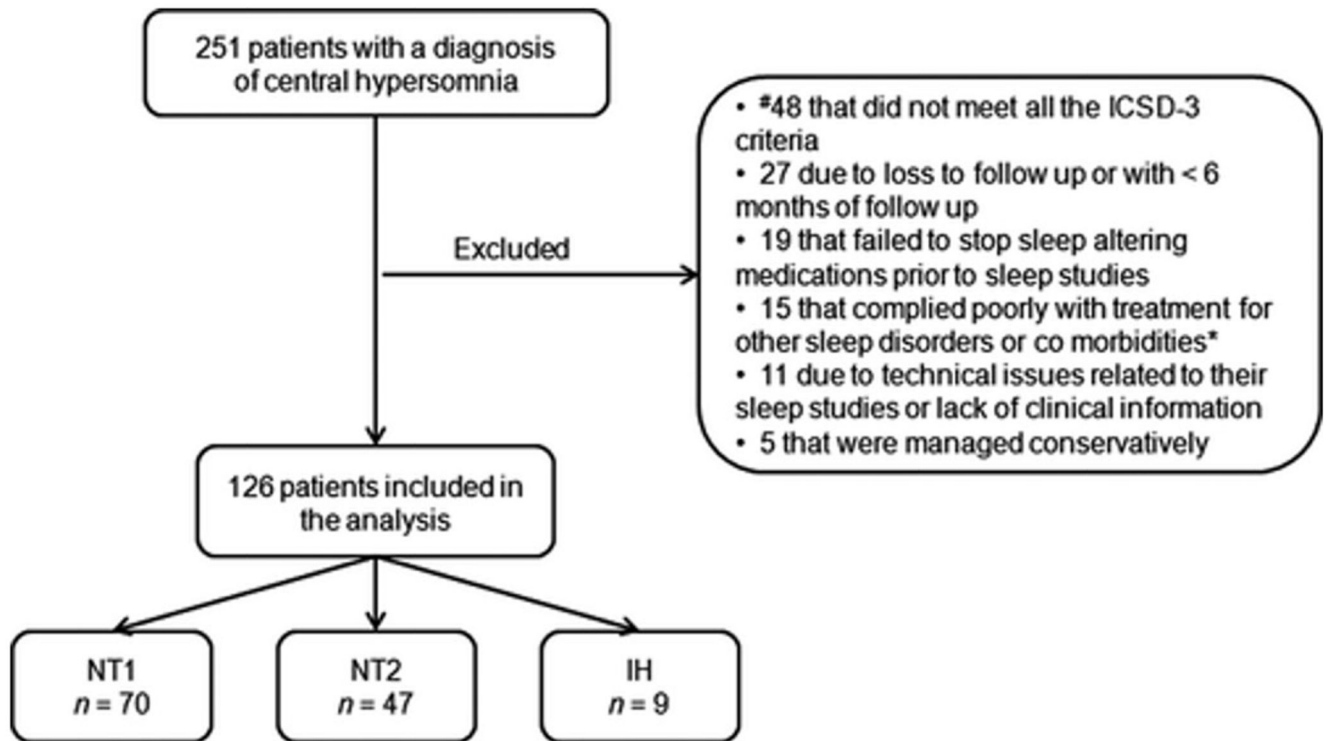 251 patients with a diagnosis
of central hypersomnia
• #48 that did not meet all the ICSD-3
criteria
• 27 due to loss to follow up or with < 6
months of follow up
• 19 that failed to stop sleep altering
medications prior to sleep studies
• 15 that complied poorly with treatment for
other sleep disorders or co morbidities*
• 11 due to technical issues related to their
sleep studies or lack of clinical information
• 5 that were managed conservatively
Excluded
126 patients included in
the analysis
NT1
n = 70
NT2
n = 47
IH
n = 9